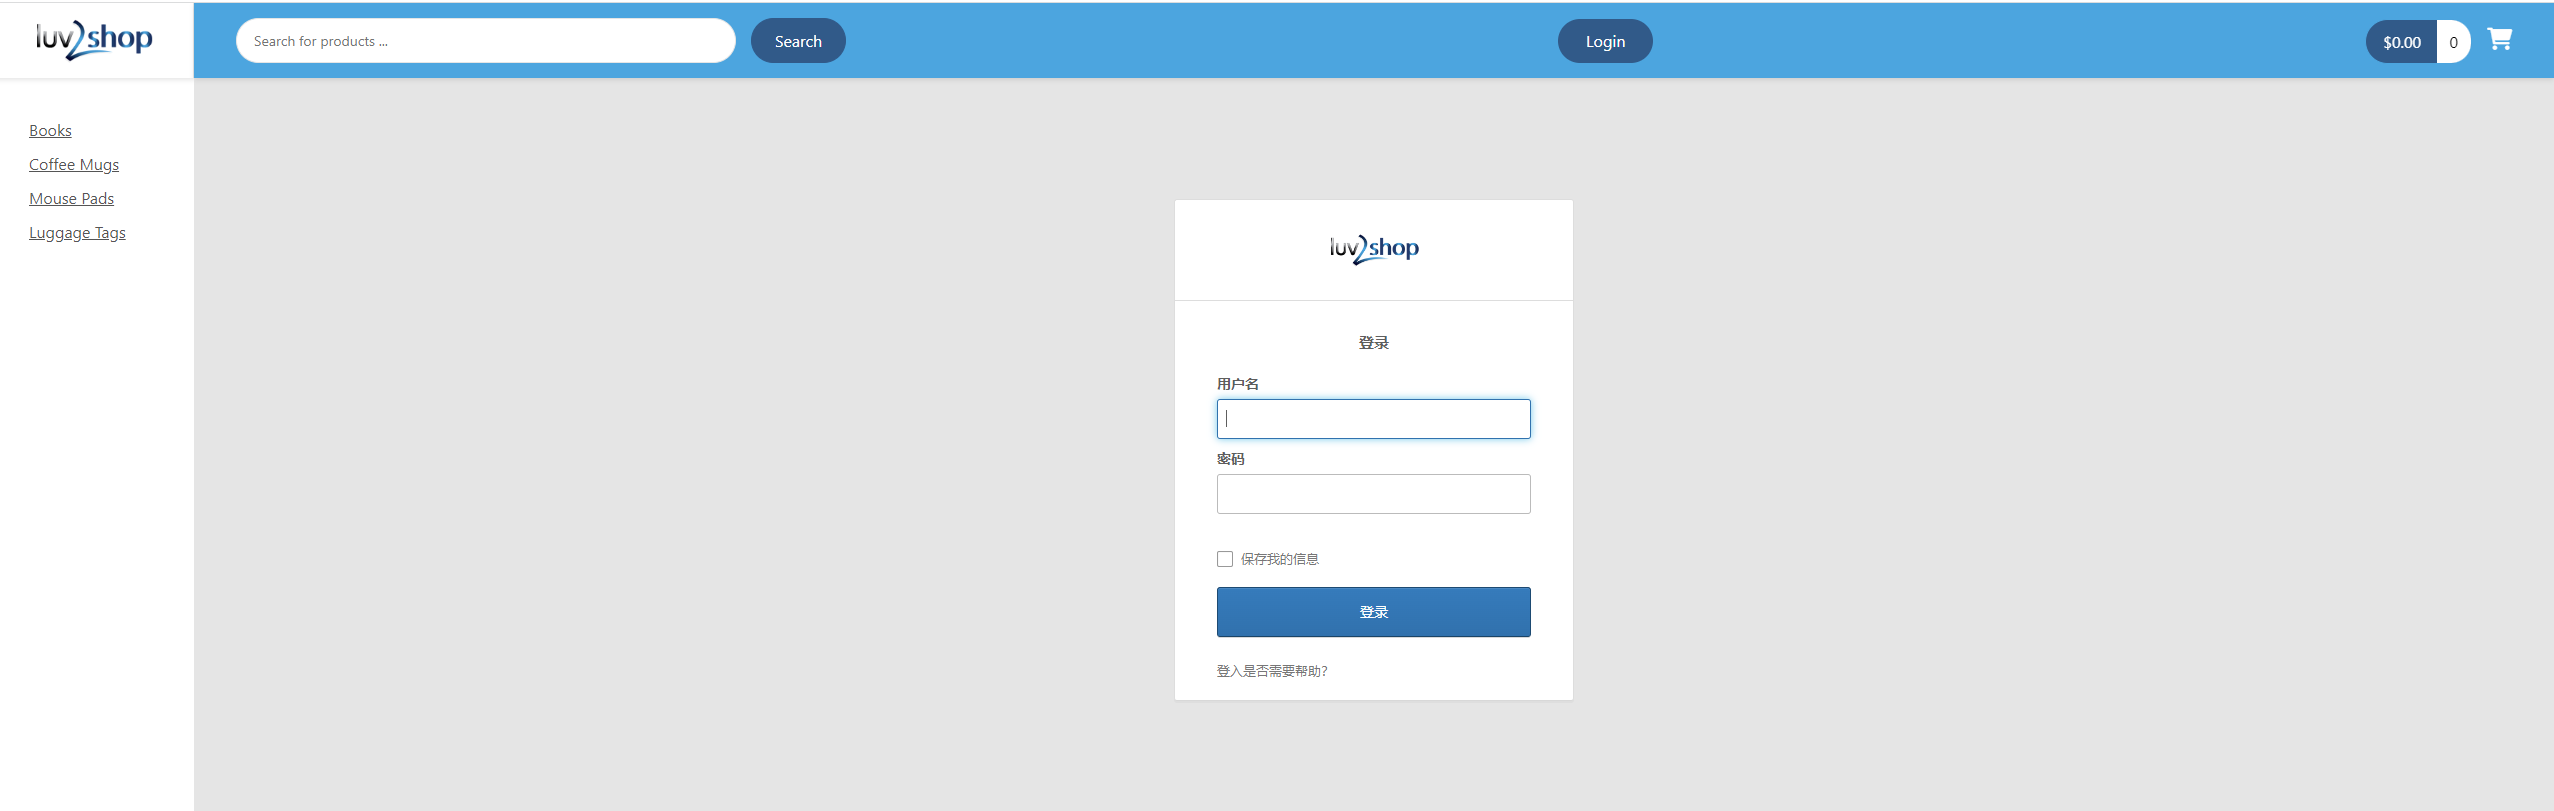 luv2shop
Search for products ...
Search
Login
$0.00
0
Books
Coffee Mugs
Mouse Pads
Luggage Tags
luv2shop
登录
用户名
密码
保存我的信息
登录
登入是否需要帮助?